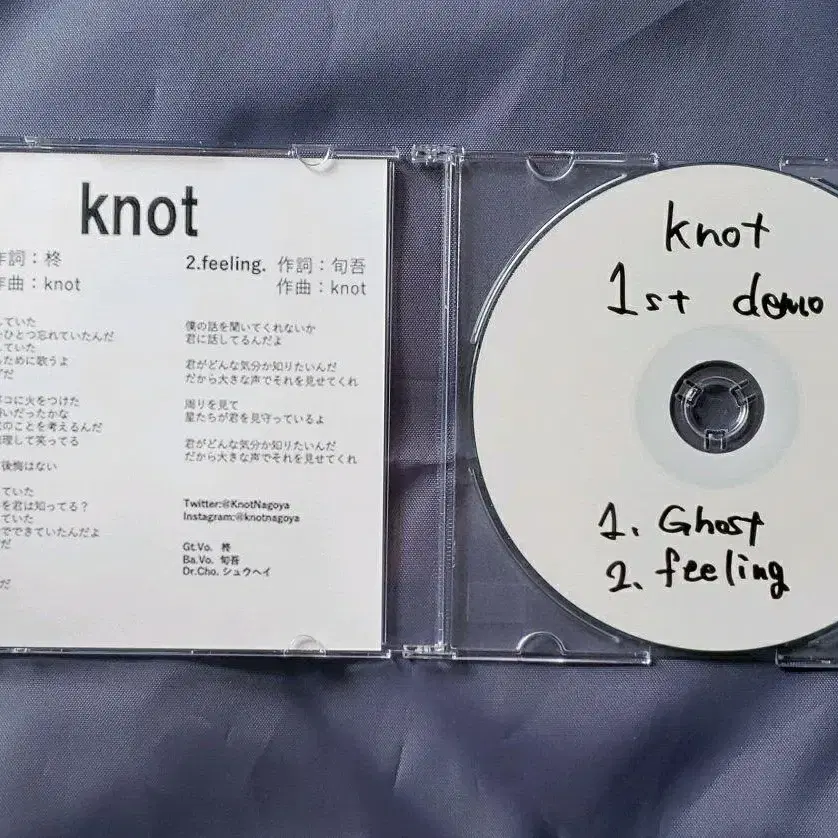 knot
作詞：柊
作曲：knot
していた
をひとつ忘れていたんだ
していた
ために歌うよ
だ
コに火をつけた
いだったかな
のことを考えるんだ
理して笑ってる
後悔はない
ていた
を君は知ってる？
ていた
でできていたんだよ
だ
だ
2.feeling. 作詞：旬吾
作曲：knot
僕の話を聞いてくれないか
君に話してるんだよ
君がどんな気分か知りたいんだ
だから大きな声でそれを見せてくれ
周りを見て
星たちが君を見守っているよ
君がどんな気分か知りたいんだ
だから大きな声でそれを見せてくれ
Twitter:@KnotNagoya
Instagram:@knotnagoya
Gt.Vo. 柊
Ba.Vo. 旬吾
Dr.Cho. シュウヘイ
knot
1st demo
1. Ghost
2. feeling